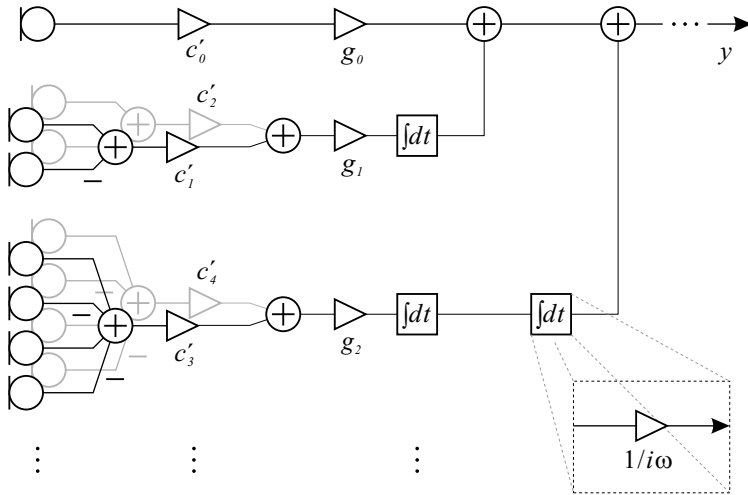 c′0 g0 + + ··· y
c′2
+ + ∫dt
− c′1 g1
c′4
− + + ∫dt ∫dt
− + c′3 g2
− −
1/iω
⋮ ⋮ ⋮